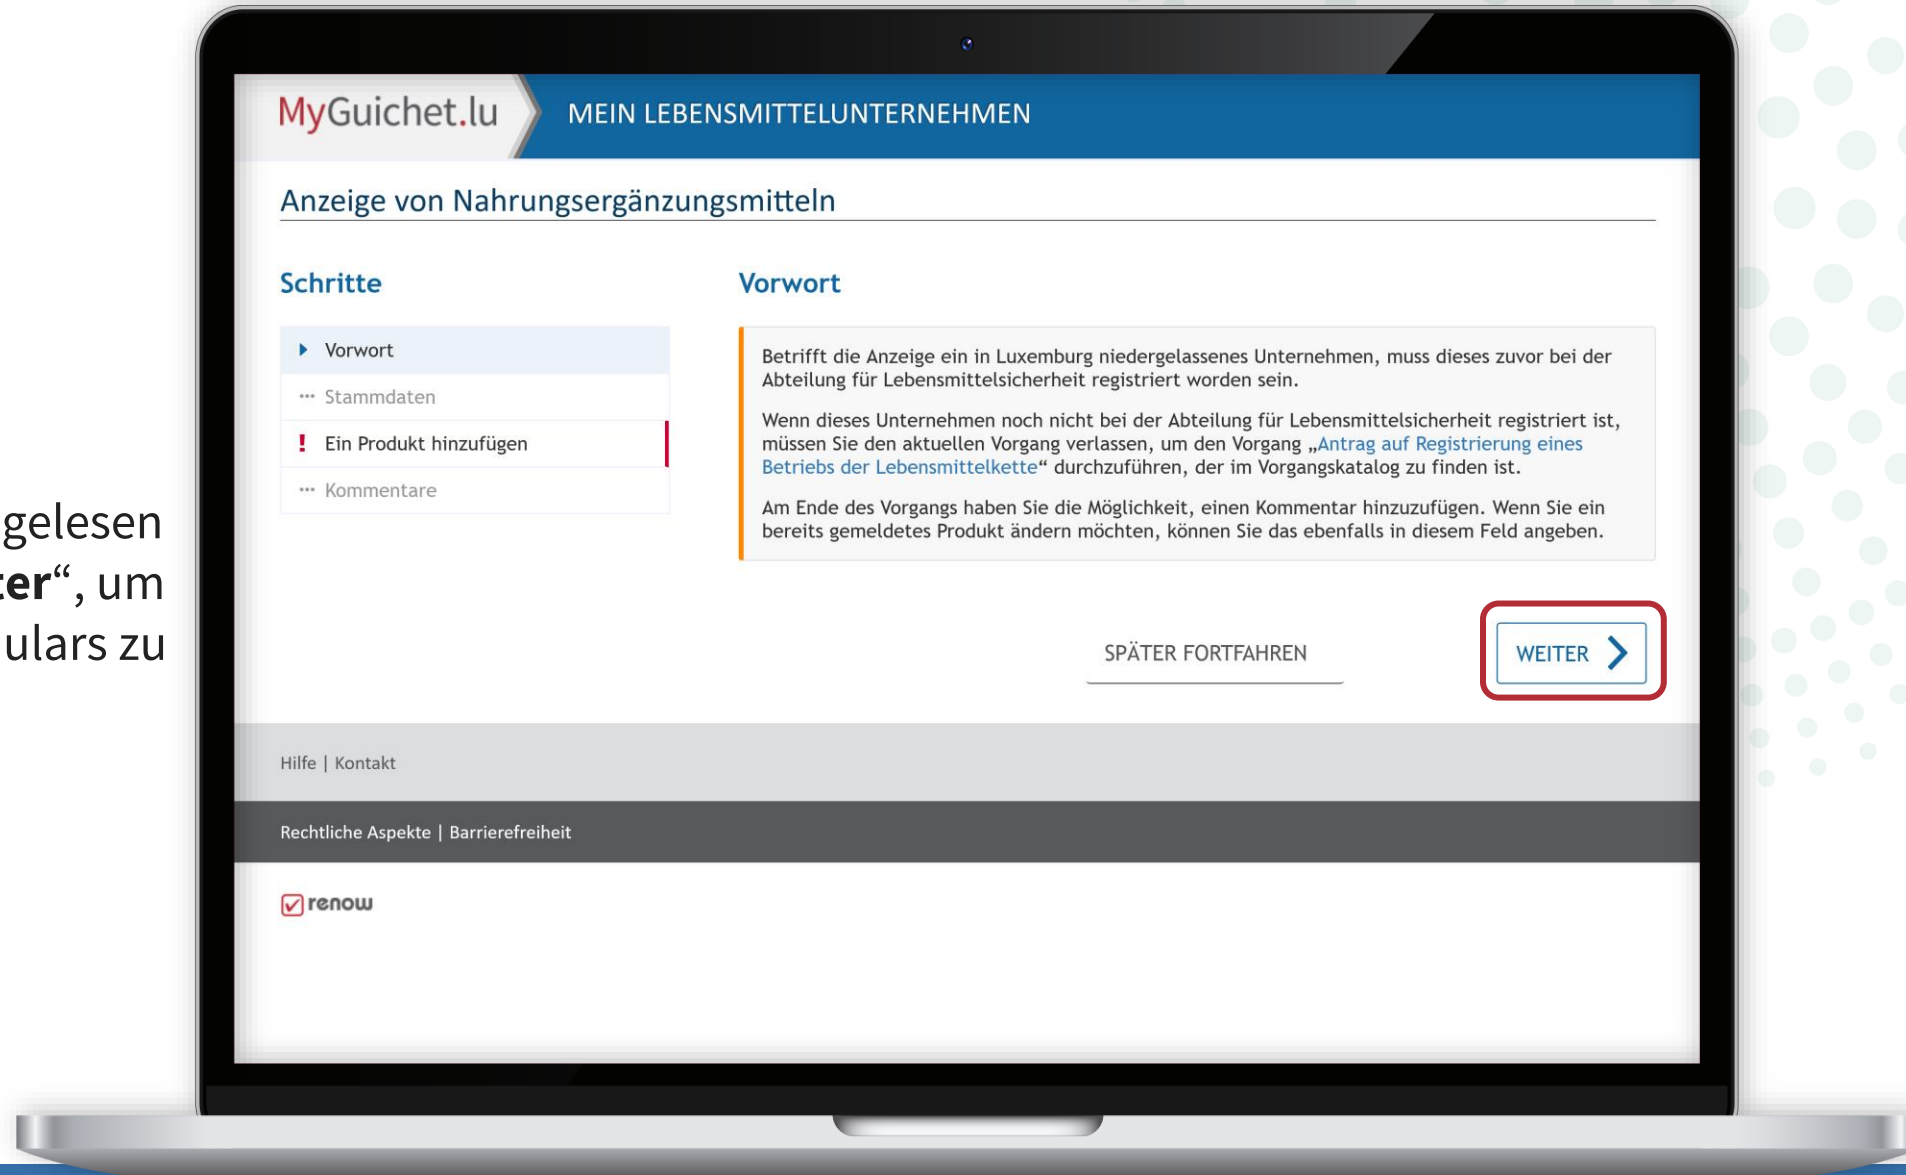 gelesen
ter“, um
ulars zu
MyGuichet.lu
MEIN LEBENSMITTELUNTERNEHMEN
Anzeige von Nahrungsergänzungsmitteln
Schritte
Vorwort
Stammdaten
Ein Produkt hinzufügen
Kommentare
Vorwort
Betrifft die Anzeige ein in Luxemburg niedergelassenes Unternehmen, muss dieses zuvor bei der
Abteilung für Lebensmittelsicherheit registriert worden sein.
Wenn dieses Unternehmen noch nicht bei der Abteilung für Lebensmittelsicherheit registriert ist,
müssen Sie den aktuellen Vorgang verlassen, um den Vorgang „Antrag auf Registrierung eines
Betriebs der Lebensmittelkette“ durchzuführen, der im Vorgangskatalog zu finden ist.
Am Ende des Vorgangs haben Sie die Möglichkeit, einen Kommentar hinzuzufügen. Wenn Sie ein
bereits gemeldetes Produkt ändern möchten, können Sie das ebenfalls in diesem Feld angeben.
SPÄTER FORTFAHREN
WEITER
Hilfe | Kontakt
Rechtliche Aspekte | Barrierefreiheit
renow